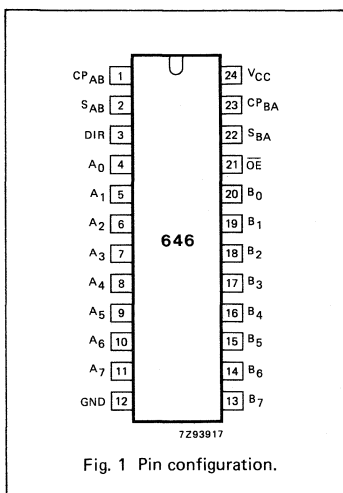 CPAB 1 24 VCC
SAB 2 23 CPBA
DIR 3 22 SBA
A0 4 21 OE
A1 5 20 B0
A2 6 19 B1
A3 7 646 18 B2
A4 8 17 B3
A5 9 16 B4
A6 10 15 B5
A7 11 14 B6
GND 12 13 B7
7Z93917
Fig. 1 Pin configuration.